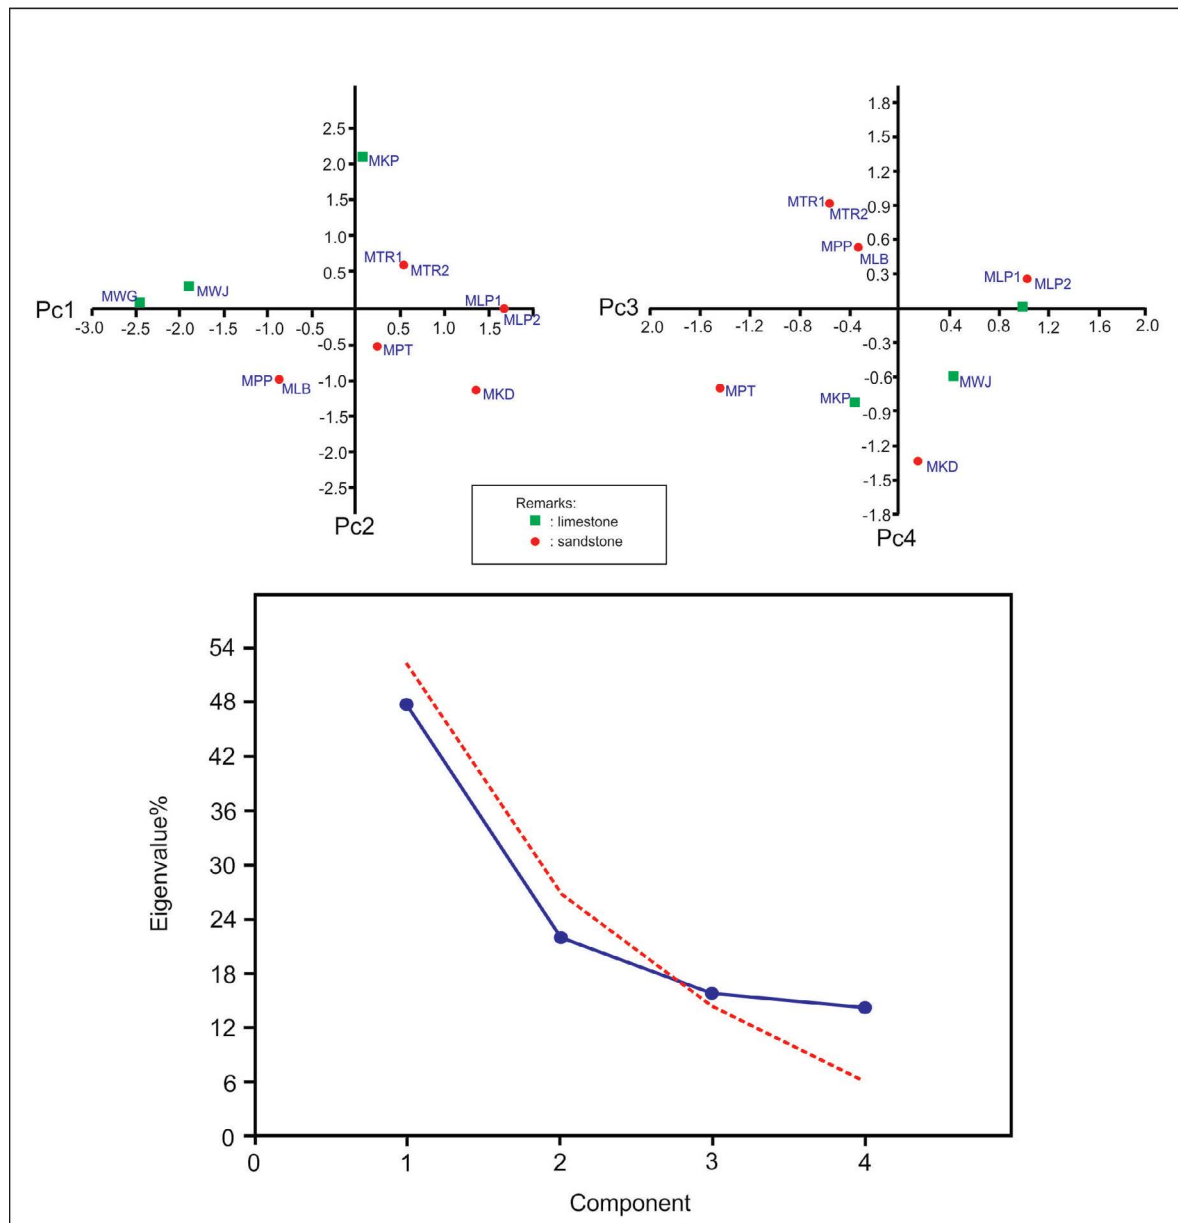 2.5
2.0
MKP
1.5
1.0
MTR1
MTR2
0.5
MWG
MWJ
MLP1
MLP2
Pc1
-3.0 -2.5 -2.0 -1.5 -1.0 -0.5
0.5 1.0 1.5
-0.5
MPT
MPP
MLB
-1.0
MKD
-1.5
-2.0
-2.5
Pc2
1.8
1.5
1.2
MTR1
MTR2
0.9
MPP
MLB
0.6
0.3
MLP1
MLP2
Pc3
2.0 -1.6 -1.2 -0.8 -0.4
0.4 0.8 1.2 1.6 2.0
-0.3
-0.6
MWJ
MPT
MKP
-0.9
-1.2
MKD
-1.5
-1.8
Pc4
Remarks:
: limestone
: sandstone
54
48
42
36
30
24
18
12
6
0
Eigenvalue%
0 1 2 3 4
Component